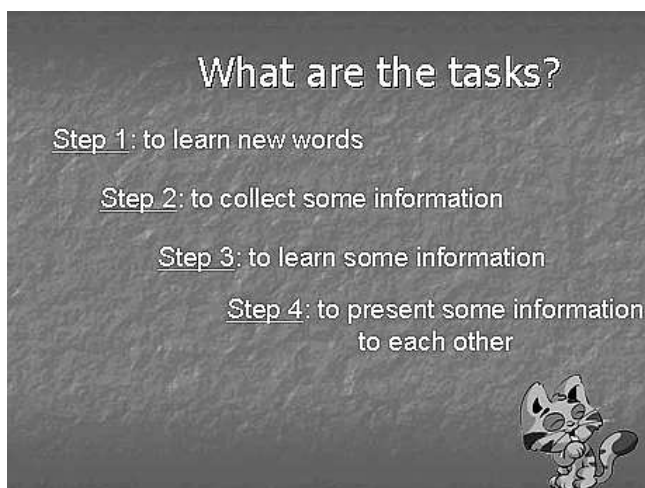 What are the tasks?
Step 1: to learn new words
Step 2: to collect some information
Step 3: to learn some information
Step 4: to present some information
to each other